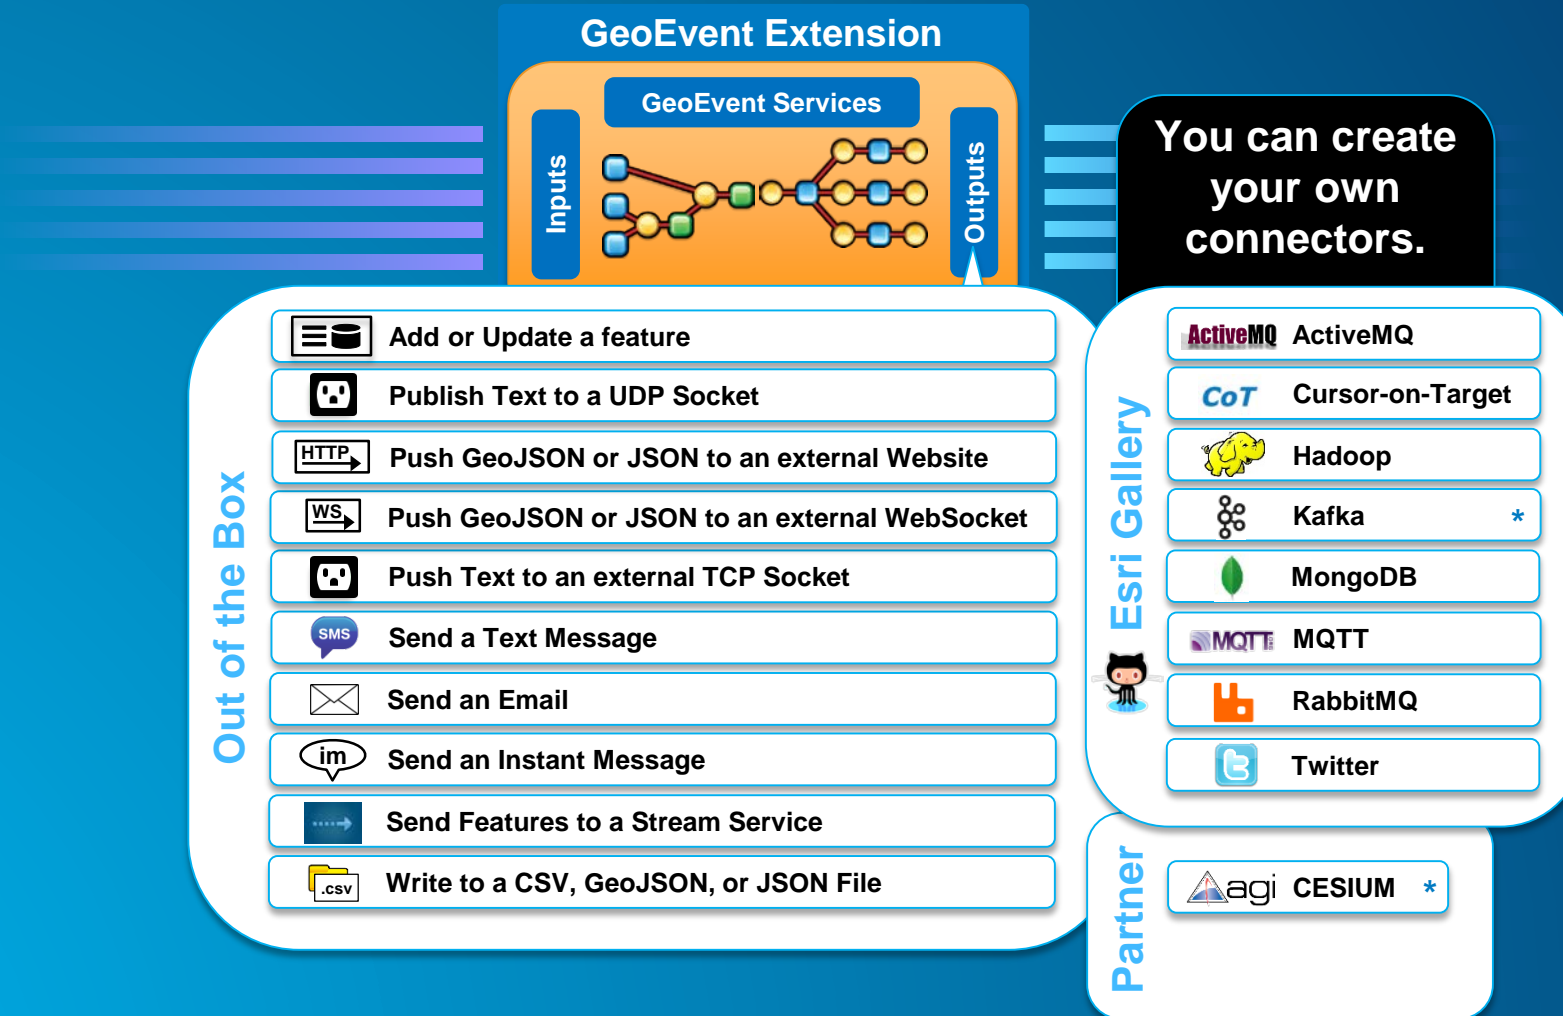 GeoEvent Extension
GeoEvent Services
Inputs
Outputs
You can create
your own
connectors.
Out of the Box
Add or Update a feature
Publish Text to a UDP Socket
HTTP Push GeoJSON or JSON to an external Website
WS Push GeoJSON or JSON to an external WebSocket
Push Text to an external TCP Socket
SMS Send a Text Message
Send an Email
im Send an Instant Message
Send Features to a Stream Service
.csv Write to a CSV, GeoJSON, or JSON File
Esri Gallery
ActiveMQ ActiveMQ
CoT Cursor-on-Target
Hadoop
Kafka *
MongoDB
MQTT MQTT
RabbitMQ
Twitter
Partner
agi CESIUM *